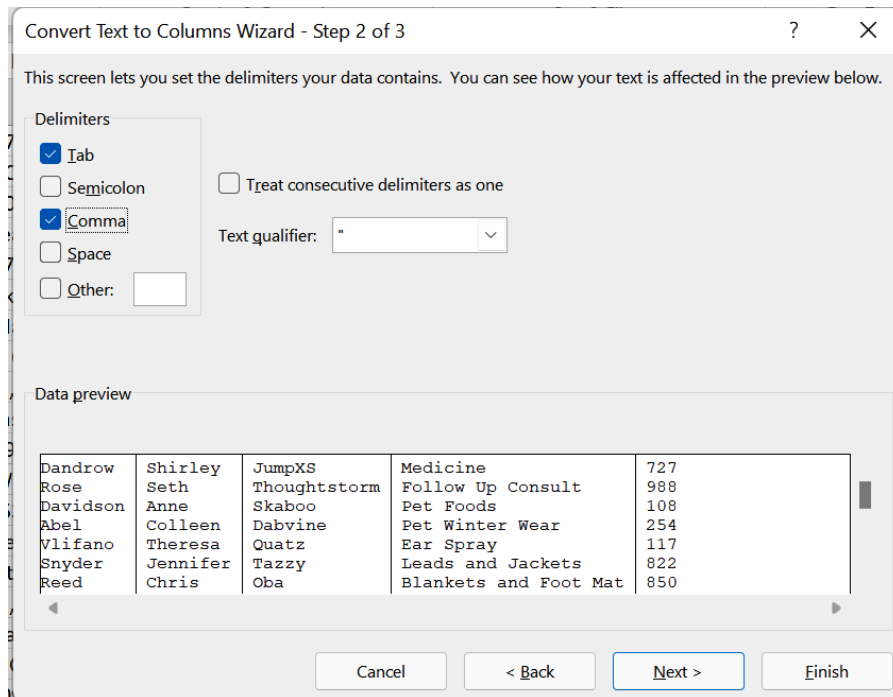 Convert Text to Columns Wizard - Step 2 of 3 ?
This screen lets you set the delimiters your data contains. You can see how your text is affected in the preview below.
Delimiters
Tab
Semicolon
Comma
Space
Other:
Treat consecutive delimiters as one
Text qualifier: "
Data preview
Dandrow Shirley JumpXS Medicine 727
Rose Seth Thoughtstorm Follow Up Consult 988
Davidson Anne Skaboo Pet Foods 108
Abel Colleen Dabvine Pet Winter Wear 254
Vlifano Theresa Quatz Ear Spray 117
Snyder Jennifer Tazzy Leads and Jackets 822
Reed Chris Oba Blankets and Foot Mat 850
Cancel < Back Next > Finish